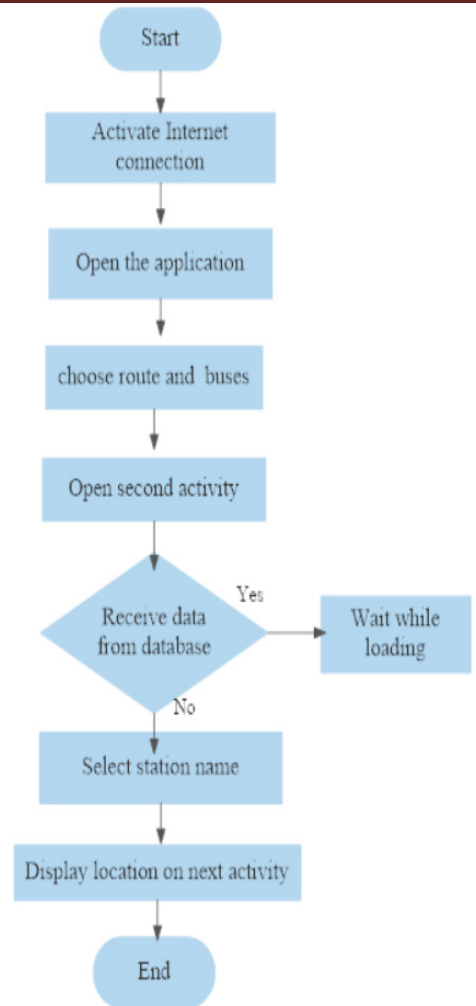 Start
Activate Internet
connection
Open the application
choose route and buses
Open second activity
Receive data
from database
Yes
Wait while
loading
No
Select station name
Display location on next activity
End